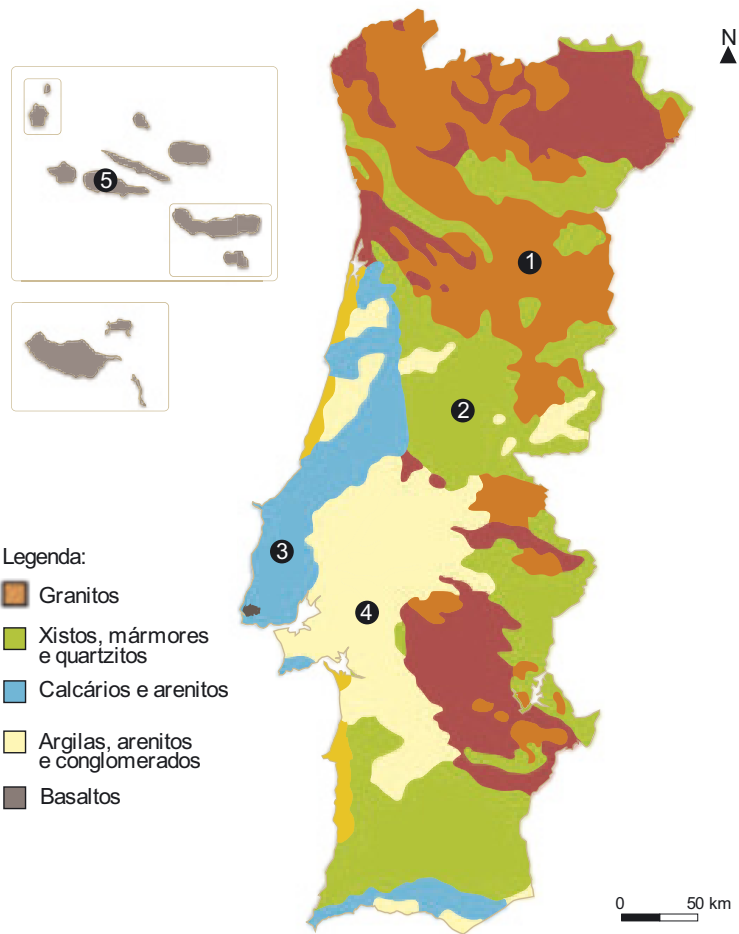 N
5
1
2
3
4
Legenda:
Granitos
Xistos, mármores
e quartzitos
Calcários e arenitos
Argilas, arenitos
e conglomerados
Basaltos
0 50 km